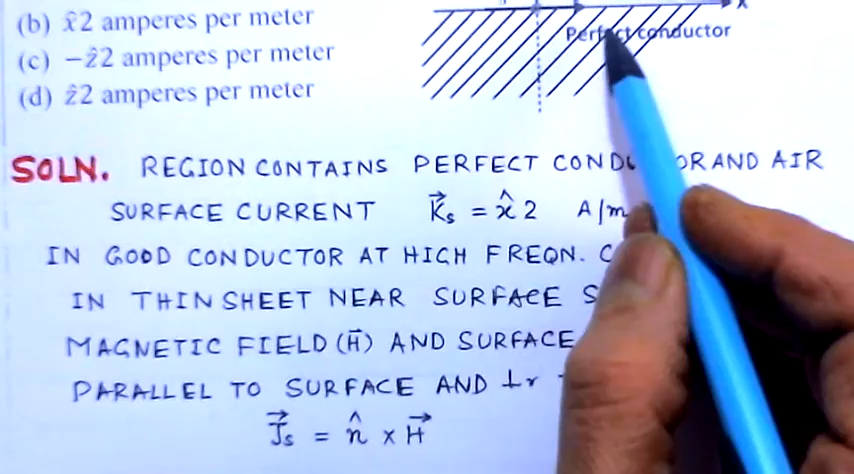 (b) x̂2 amperes per meter
(c) −ẑ2 amperes per meter
(d) ẑ2 amperes per meter
x
Perfect conductor
SOLN. REGION CONTAINS PERFECT CONDUCTOR AND AIR
SURFACE CURRENT K⃗s = x̂ 2 A/m
IN GOOD CONDUCTOR AT HIGH FREQN.
IN THIN SHEET NEAR SURFACE
MAGNETIC FIELD (H⃗) AND SURFACE
PARALLEL TO SURFACE AND ⊥r
J⃗s = n̂ × H⃗